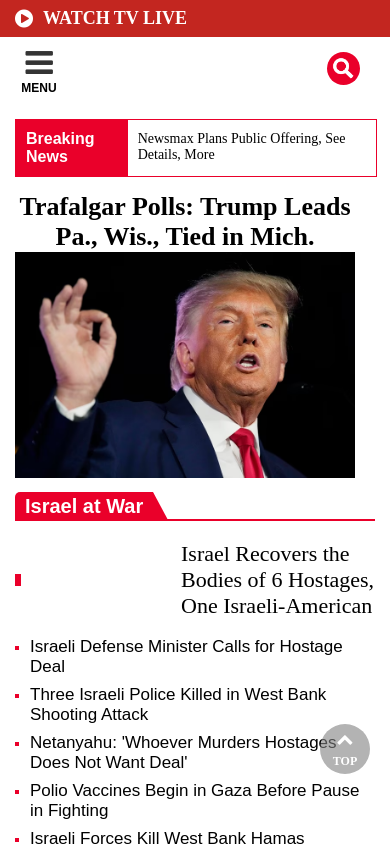 WATCH TV LIVE
MENU
Breaking
News
Newsmax Plans Public Offering, See
Details, More
Trafalgar Polls: Trump Leads
Pa., Wis., Tied in Mich.
Israel at War
Israel Recovers the
Bodies of 6 Hostages,
One Israeli-American
Israeli Defense Minister Calls for Hostage
Deal
Three Israeli Police Killed in West Bank
Shooting Attack
Netanyahu: 'Whoever Murders Hostages
Does Not Want Deal'
TOP
Polio Vaccines Begin in Gaza Before Pause
in Fighting
Israeli Forces Kill West Bank Hamas